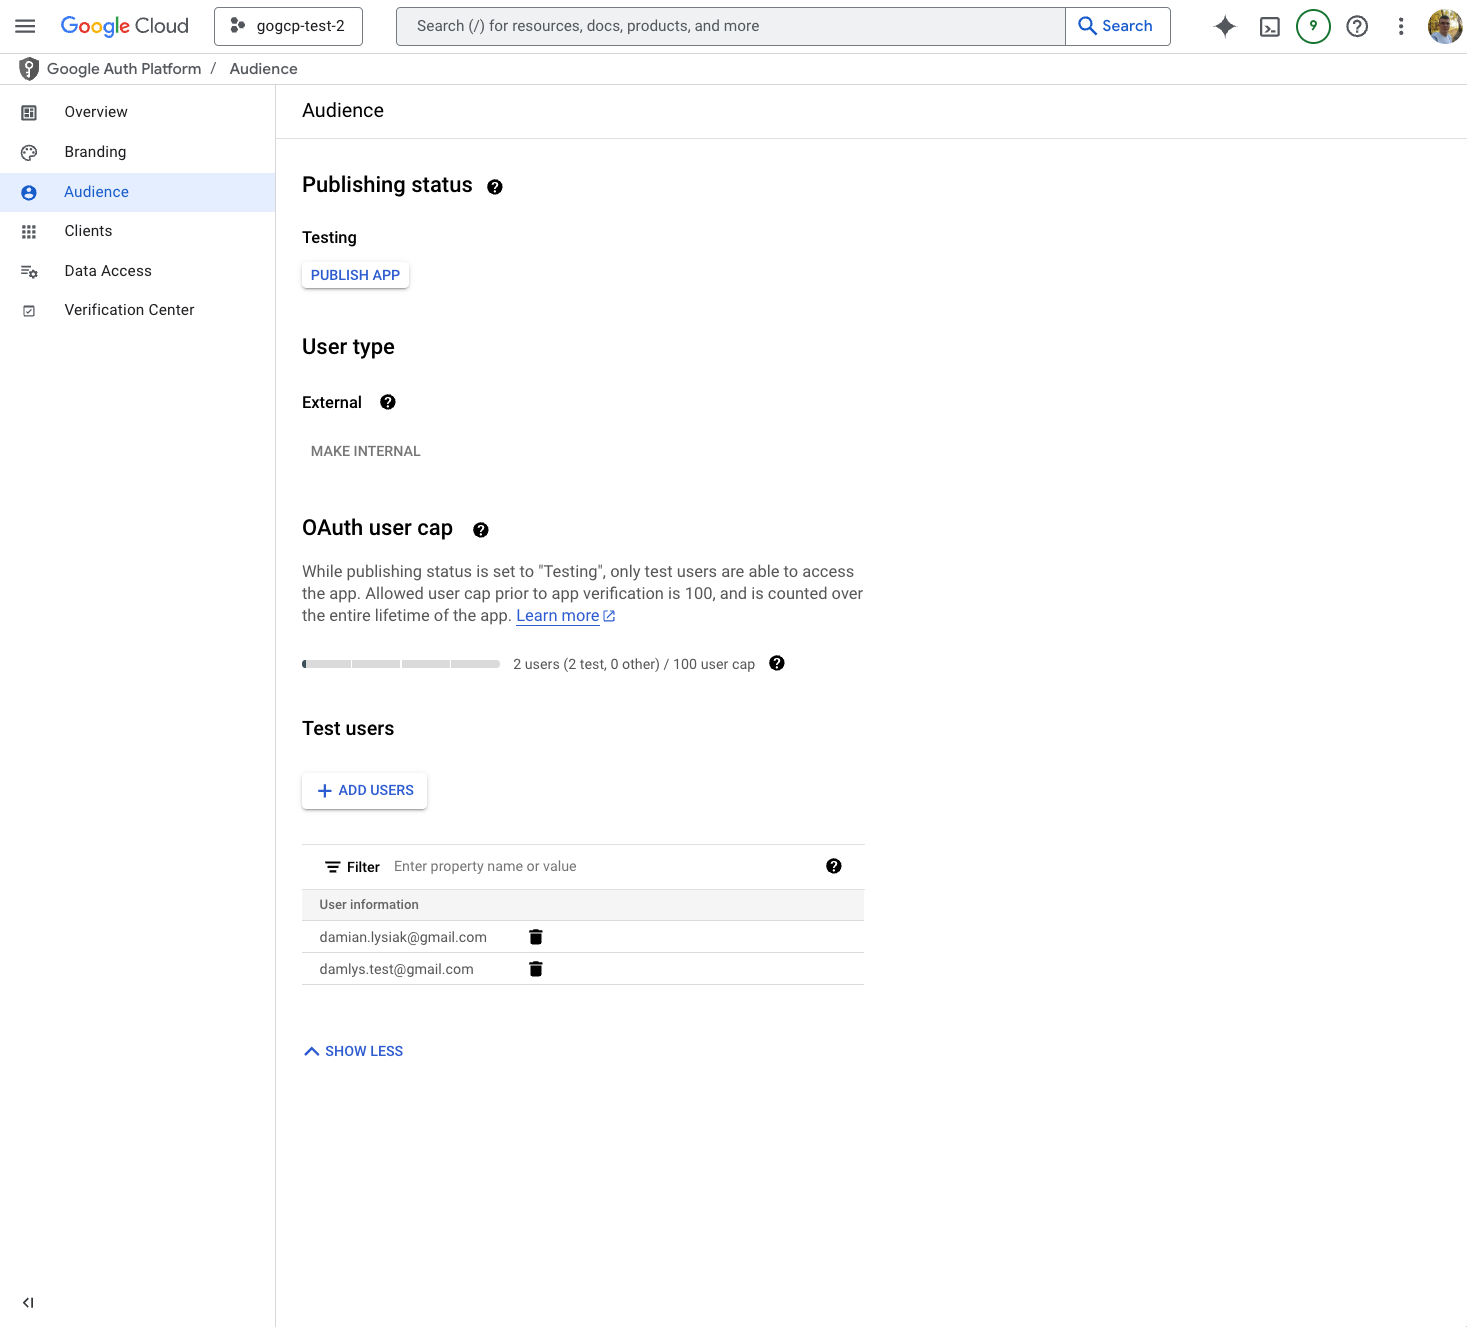 Google Cloud
gogcp-test-2
Search (/) for resources, docs, products, and more
Search
9
Google Auth Platform / Audience
Overview
Branding
Audience
Clients
Data Access
Verification Center
Audience
Publishing status
Testing
PUBLISH APP
User type
External
MAKE INTERNAL
OAuth user cap
While publishing status is set to "Testing", only test users are able to access
the app. Allowed user cap prior to app verification is 100, and is counted over
the entire lifetime of the app. Learn more
2 users (2 test, 0 other) / 100 user cap
Test users
ADD USERS
Filter Enter property name or value
User information
damian.lysiak@gmail.com
damlys.test@gmail.com
SHOW LESS